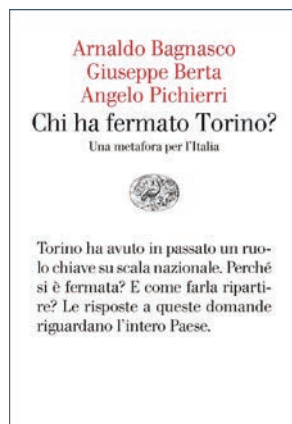 Arnaldo Bagnasco
Giuseppe Berta
Angelo Pichierri
Chi ha fermato Torino?
Una metafora per l'Italia
Torino ha avuto in passato un ruo-
lo chiave su scala nazionale. Perché
si è fermata? E come farla riparti-
re? Le risposte a queste domande
riguardano l'intero Paese.